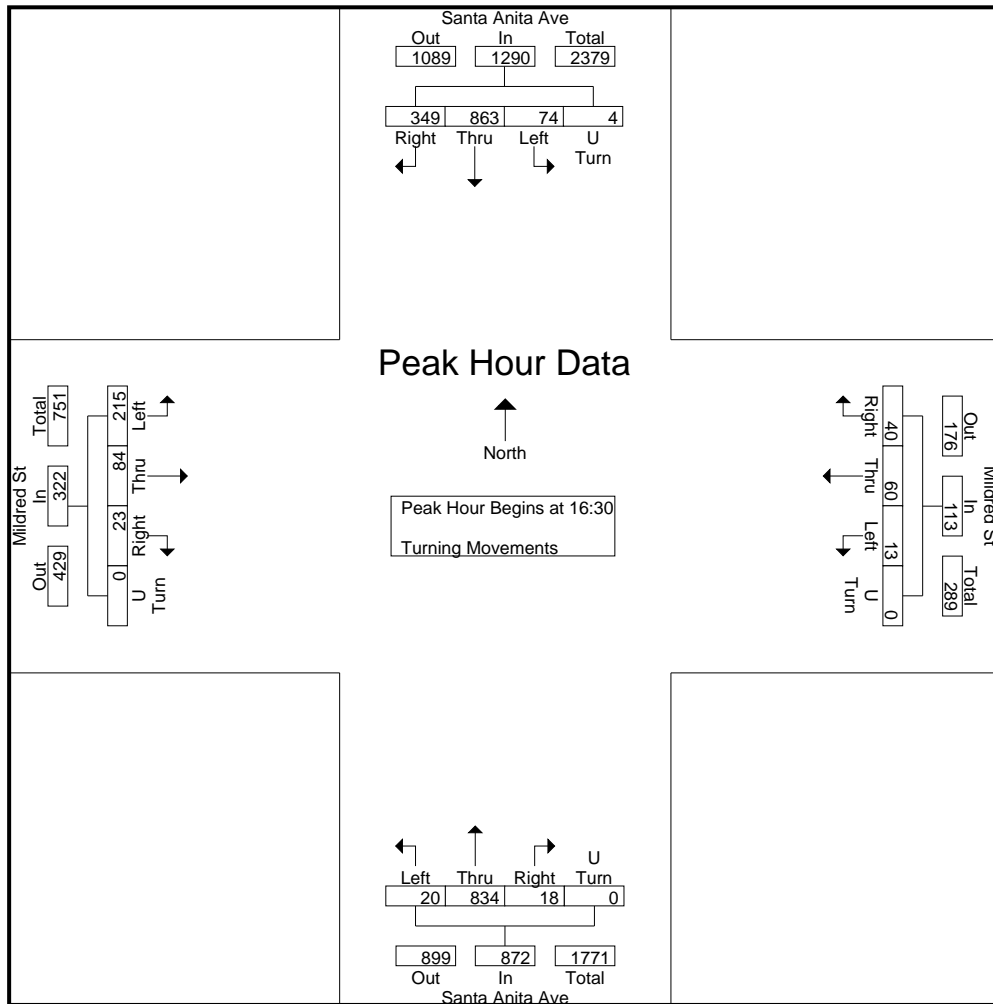 Santa Anita Ave
Out In Total
1089 1290 2379
349 863 74 4
Right Thru Left U
Turn
Peak Hour Data
North
Peak Hour Begins at 16:30
Turning Movements
Mildred St
Total In Out
751 322 429
215 84 23 0
Left Thru Right U
Turn
Mildred St
Out In Total
176 113 289
40 60 13 0
Right Thru Left U
Turn
U
Left Thru Right Turn
20 834 18 0
899 872 1771
Out In Total
Santa Anita Ave